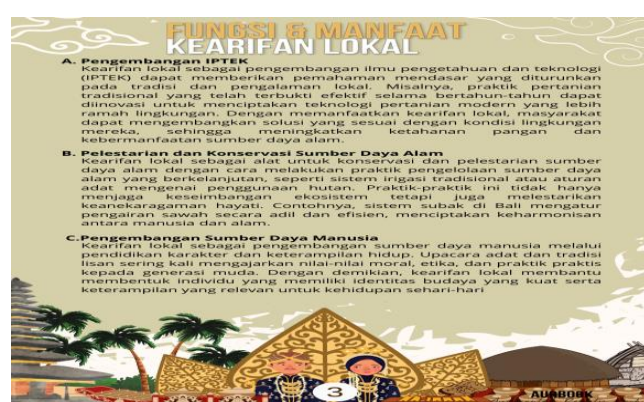 FUNGSI & MANFAAT
KEARIFAN LOKAL
A. Pengembangan IPTEK
Kearifan lokal sebagai pengembangan ilmu pengetahuan dan teknologi
(IPTEK) dapat memberikan pemahaman mendasar yang diturunkan
pada tradisi dan pengalaman lokal. Misalnya, praktik pertanian
tradisional yang telah terbukti efektif selama bertahun-tahun dapat
diinovasi untuk menciptakan teknologi pertanian modern yang lebih
ramah lingkungan. Dengan memanfaatkan kearifan lokal, masyarakat
dapat mengembangkan solusi yang sesuai dengan kondisi lingkungan
mereka, sehingga meningkatkan ketahanan pangan dan
kebermanfaatan sumber daya alam.
B. Pelestarian dan Konservasi Sumber Daya Alam
Kearifan lokal sebagai alat untuk konservasi dan pelestarian sumber
daya alam dengan cara melakukan praktik pengelolaan sumber daya
alam yang berkelanjutan, seperti sistem irigasi tradisional atau aturan
adat mengenai penggunaan hutan. Praktik-praktik ini tidak hanya
menjaga keseimbangan ekosistem tetapi juga melestarikan
keanekaragaman hayati. Contohnya, sistem subak di Bali mengatur
pengairan sawah secara adil dan efisien, menciptakan keharmonisan
antara manusia dan alam.
C.Pengembangan Sumber Daya Manusia
Kearifan lokal sebagai pengembangan sumber daya manusia melalui
pendidikan karakter dan keterampilan hidup. Upacara adat dan tradisi
lisan sering kali mengajarkan nilai-nilai moral, etika, dan praktik praktis
kepada generasi muda. Dengan demikian, kearifan lokal membantu
membentuk individu yang memiliki identitas budaya yang kuat serta
keterampilan yang relevan untuk kehidupan sehari-hari
3
AUABOOK